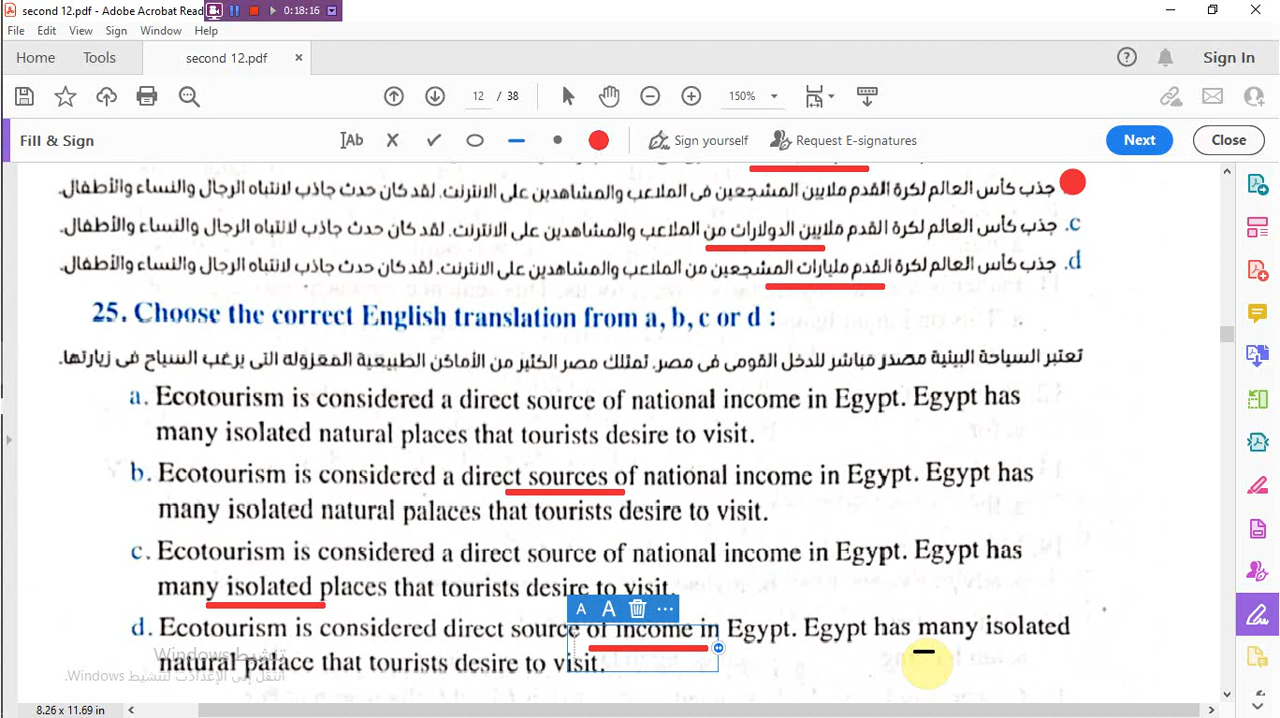 second 12.pdf - Adobe Acrobat Read
0:18:16
File Edit View Sign Window Help
Home Tools second 12.pdf × Sign In
12 / 38 150%
Fill & Sign Ab Sign yourself Request E-signatures Next Close
جذب كأس العالم لكرة القدم ملايين المشجعين فى الملاعب والمشاهدين على الانترنت. لقد كان حدث جاذب لانتباه الرجال والنساء والأطفال.
c. جذب كأس العالم لكرة القدم ملايين الدولارات من الملاعب والمشاهدين على الانترنت. لقد كان حدث جاذب لانتباه الرجال والنساء والأطفال.
d. جذب كأس العالم لكرة القدم مليارات المشجعين من الملاعب والمشاهدين على الانترنت. لقد كان حدث جاذب لانتباه الرجال والنساء والأطفال.
25. Choose the correct English translation from a, b, c or d :
تعتبر السياحة البيئية مصدر مباشر للدخل القومى فى مصر. تمتلك مصر الكثير من الأماكن الطبيعية المعزولة التى يرغب السياح فى زيارتها.
a. Ecotourism is considered a direct source of national income in Egypt. Egypt has
many isolated natural places that tourists desire to visit.
b. Ecotourism is considered a direct sources of national income in Egypt. Egypt has
many isolated natural palaces that tourists desire to visit.
c. Ecotourism is considered a direct source of national income in Egypt. Egypt has
many isolated places that tourists desire to visit.
A A
d. Ecotourism is considered direct source of income in Egypt. Egypt has many isolated
natural palace that tourists desire to visit.
تنشيط Windows
انتقل إلى الإعدادات لتنشيط Windows.
8.26 x 11.69 in